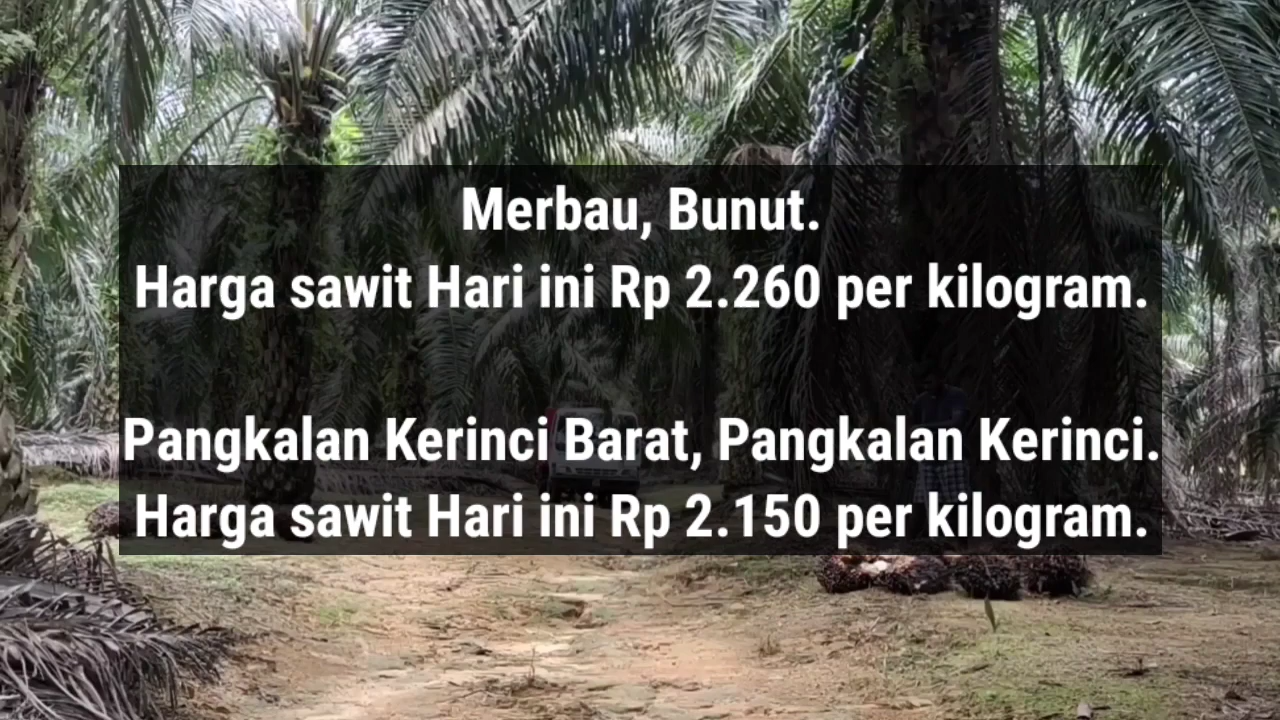 Merbau, Bunut.
Harga sawit Hari ini Rp 2.260 per kilogram.
Pangkalan Kerinci Barat, Pangkalan Kerinci.
Harga sawit Hari ini Rp 2.150 per kilogram.